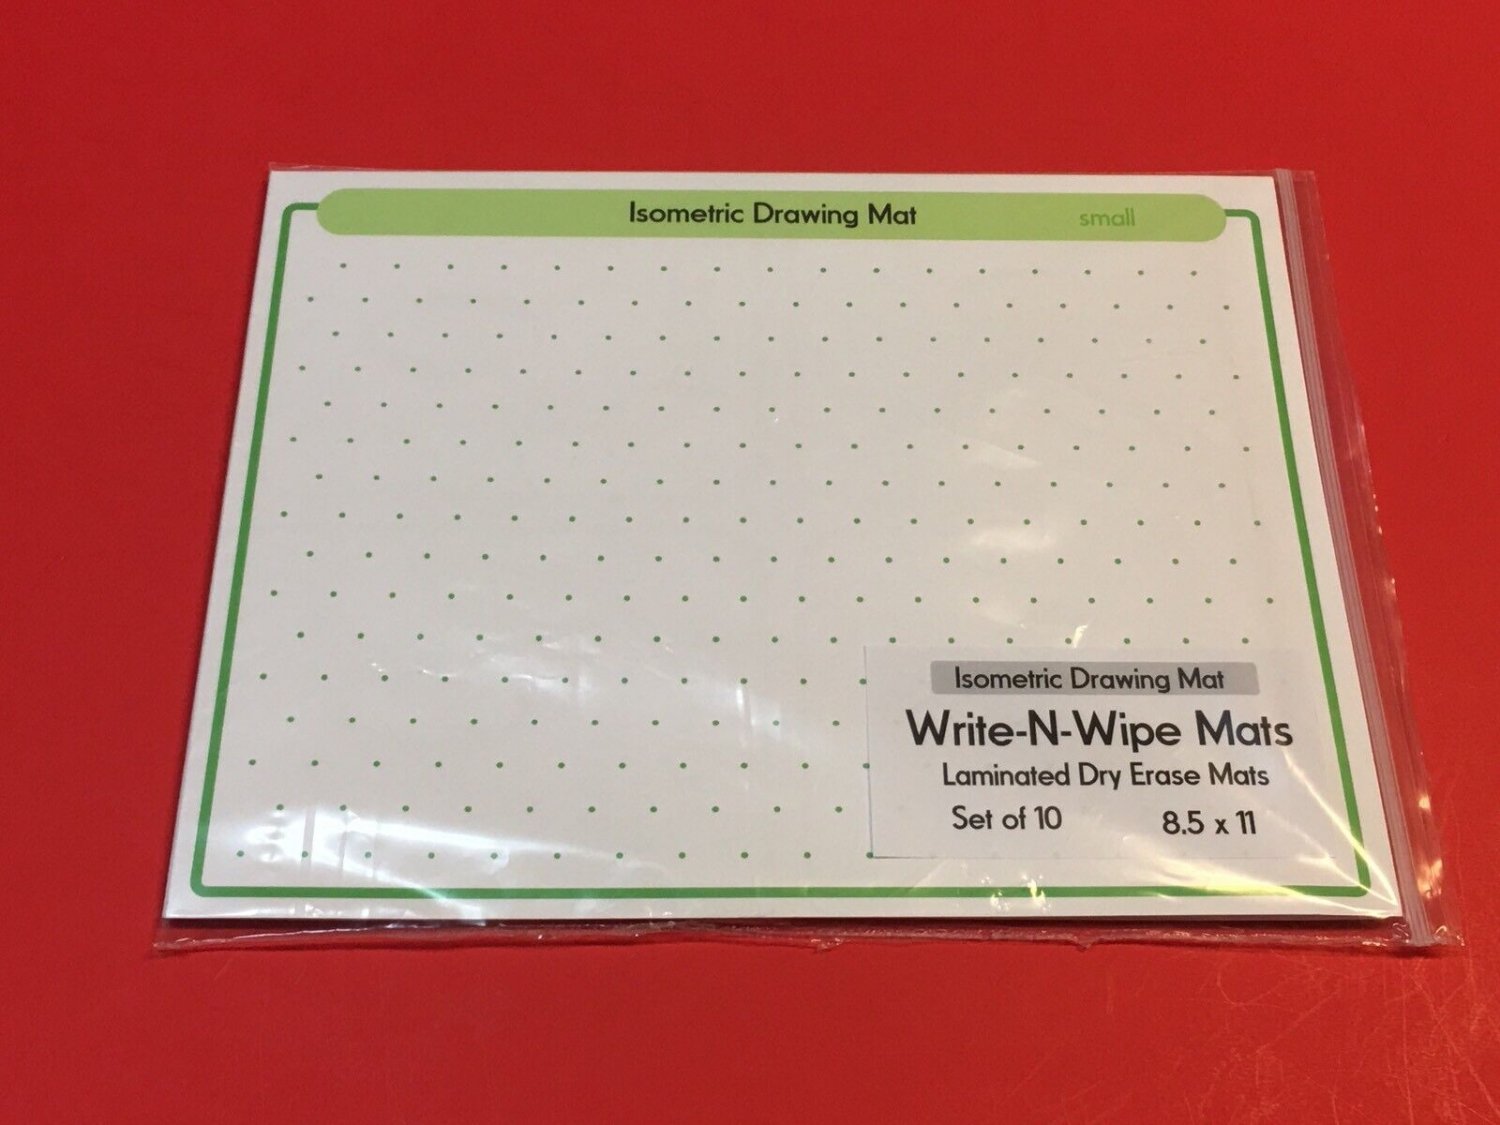 Isometric Drawing Mat small
Isometric Drawing Mat
Write-N-Wipe Mats
Laminated Dry Erase Mats
Set of 10 8.5 x 11